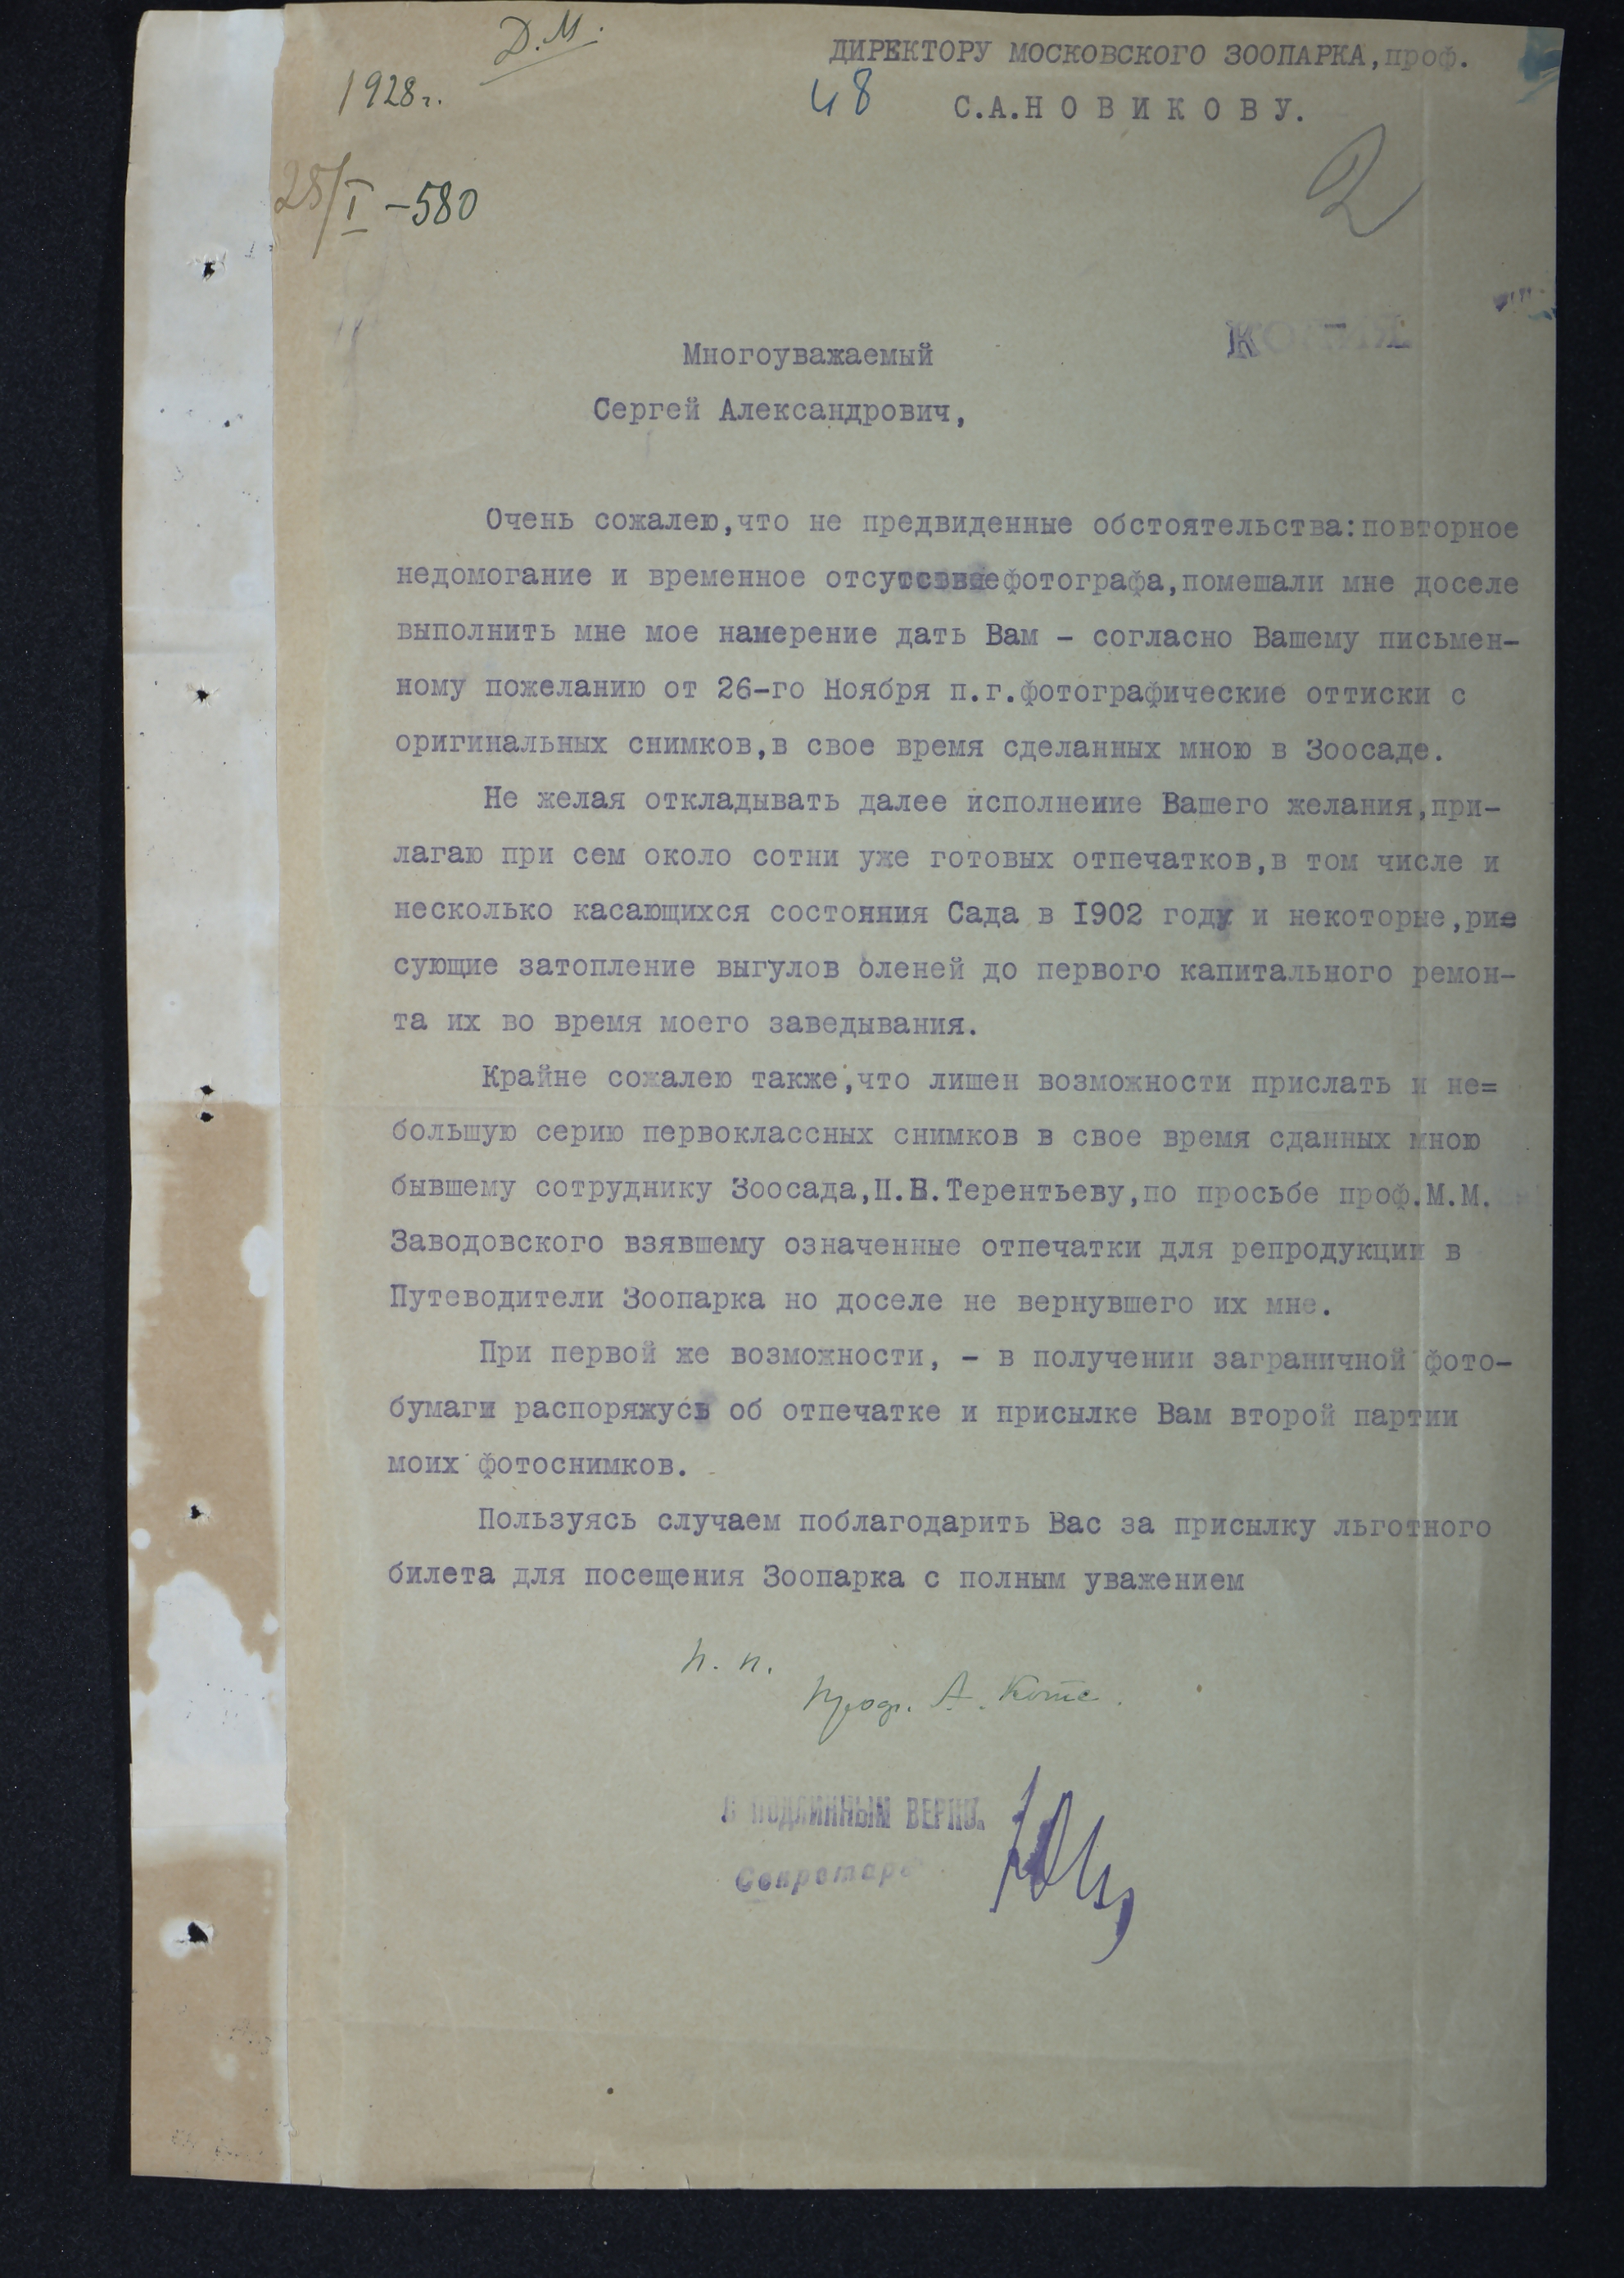 Д.М.
ДИРЕКТОРУ МОСКОВСКОГО ЗООПАРКА,проф.
1928г.
48
С.А.Н О В И К О В У.
2
25/I -580
КОПИЯ
Многоуважаемый
Сергей Александрович,
Очень сожалею,что не предвиденные обстоятельства:повторное
недомогание и временное отсутствие фотографа,помешали мне доселе
выполнить мне мое намерение дать Вам – согласно Вашему письмен-
ному пожеланию от 26-го Ноября п.г.фотографические оттиски с
оригинальных снимков,в свое время сделанных мною в Зоосаде.
Не желая откладывать далее исполнение Вашего желания,при-
лагаю при сем около сотни уже готовых отпечатков,в том числе и
несколько касающихся состояния Сада в 1902 году и некоторые,рис
сующие затопление выгулов оленей до первого капитального ремон-
та их во время моего заведывания.
Крайне сожалею также,что лишен возможности прислать и не=
большую серию первоклассных снимков в свое время сданных мною
бывшему сотруднику Зоосада,П.В.Терентьеву,по просьбе проф.М.М.
Заводовского взявшему означенные отпечатки для репродукции в
Путеводители Зоопарка но доселе не вернувшего их мне.
При первой же возможности, – в получении заграничной фото-
бумаги распоряжусь об отпечатке и присылке Вам второй партии
моих фотоснимков.
Пользуясь случаем поблагодарить Вас за присылку льготного
билета для посещения Зоопарка с полным уважением
п. п.
проф. А. Котс.
С ПОДЛИННЫМ ВЕРНО.
Секретарь